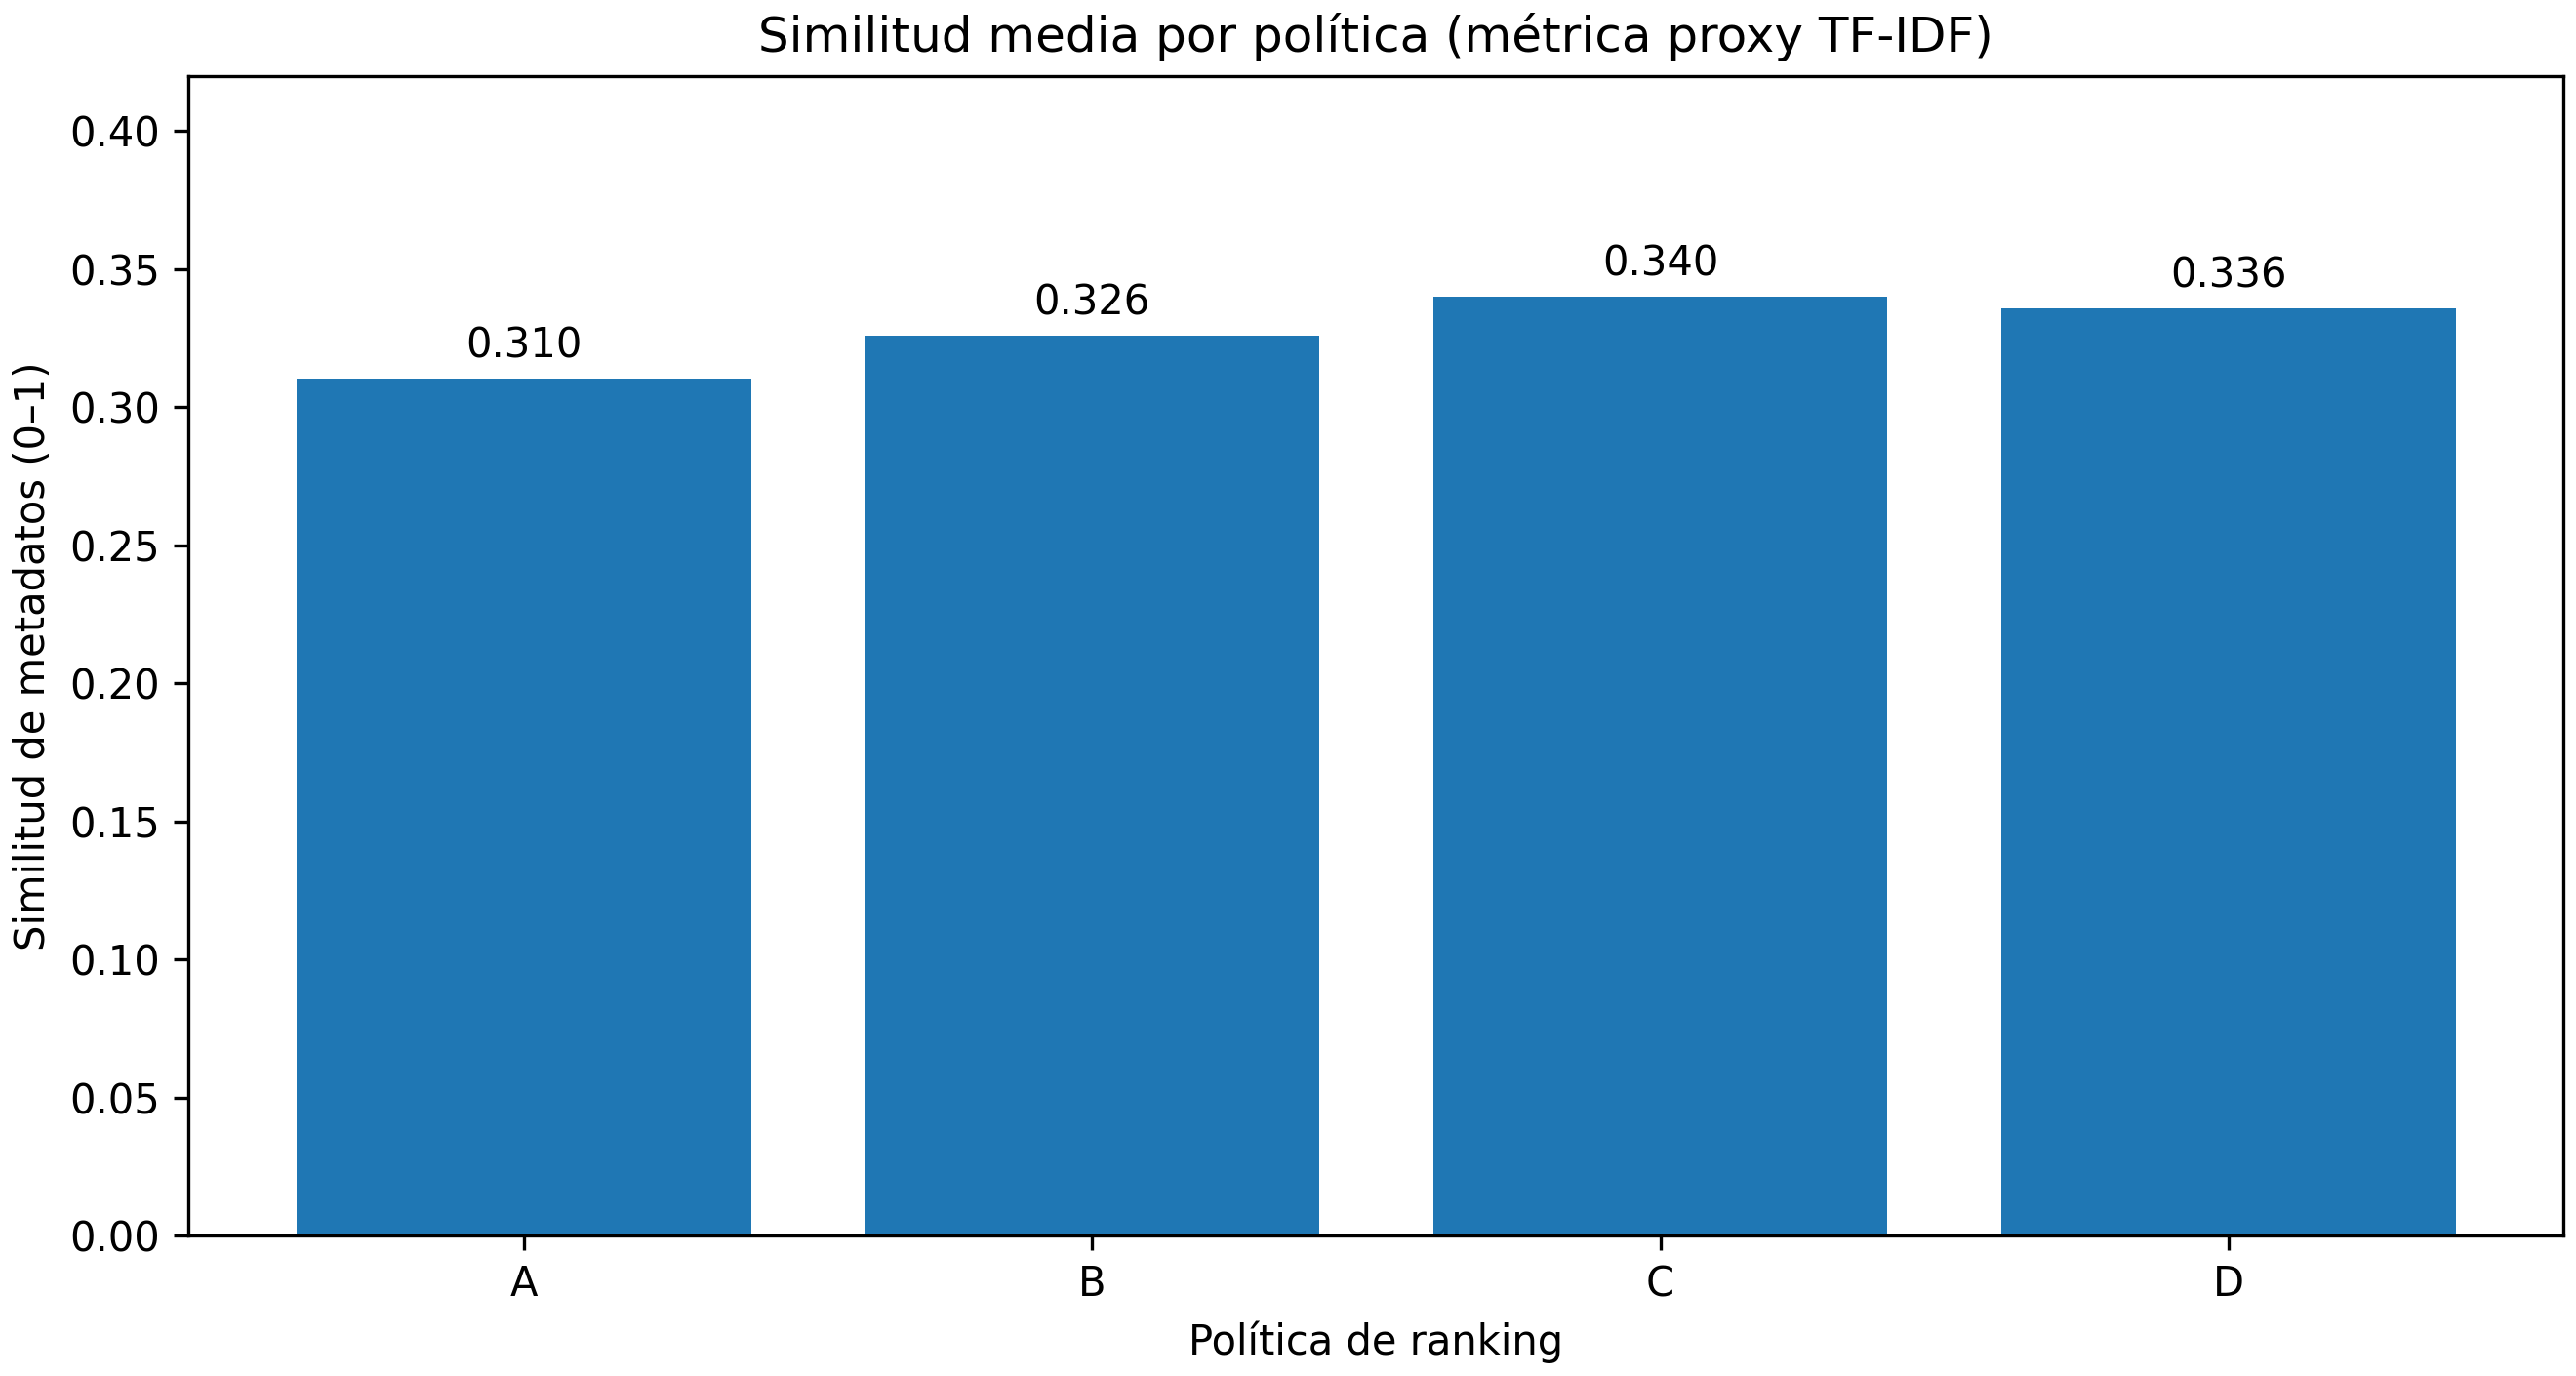 Similitud media por política (métrica proxy TF-IDF)
Similitud de metadatos (0–1)
0.40
0.35
0.30
0.25
0.20
0.15
0.10
0.05
0.00
0.310
0.326
0.340
0.336
A
B
C
D
Política de ranking